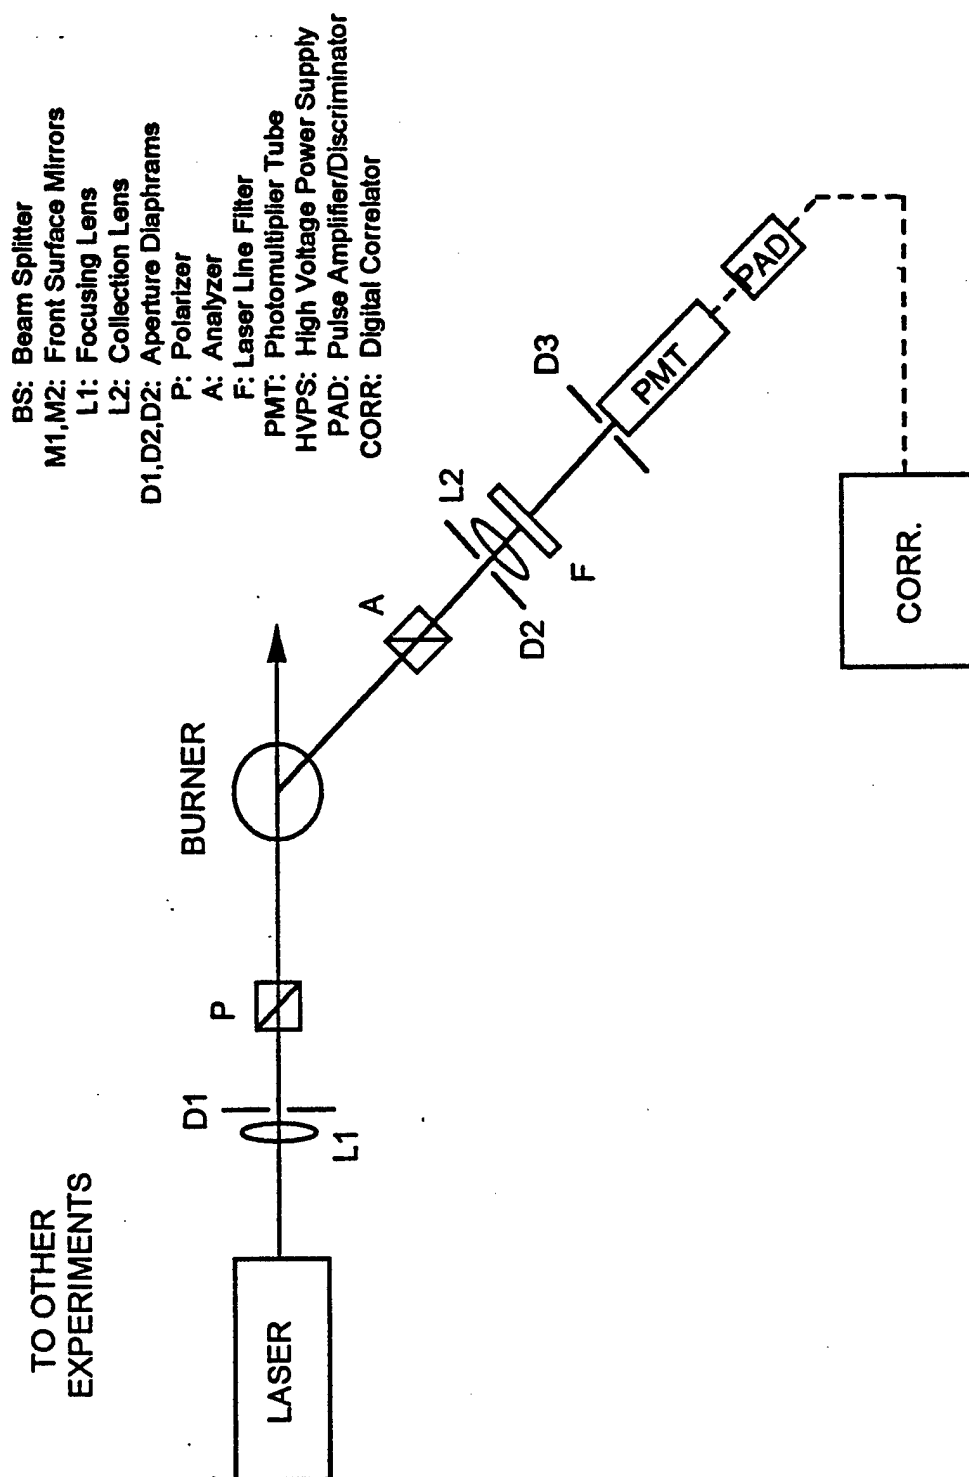 TO OTHER
EXPERIMENTS
BS: Beam Splitter
M1,M2: Front Surface Mirrors
L1: Focusing Lens
L2: Collection Lens
D1,D2,D2: Aperture Diaphrams
P: Polarizer
A: Analyzer
F: Laser Line Filter
PMT: Photomultiplier Tube
HVPS: High Voltage Power Supply
PAD: Pulse Amplifier/Discriminator
CORR: Digital Correlator
LASER
D1
L1
P
BURNER
A
D2
L2
F
D3
PMT
PAD
CORR.